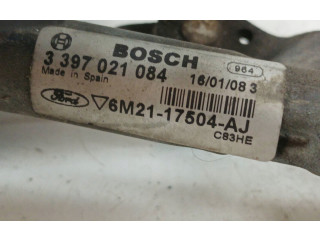 BOSCH
964
3 397 021 084
16/01/08 3
Made in Spain
Ford
6M21-17504-AJ
C83HE